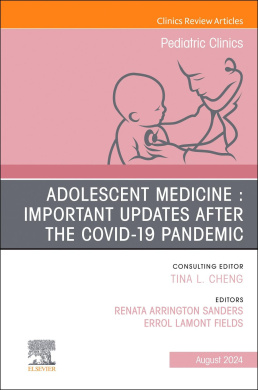 Clinics Review Articles
Pediatric Clinics
ADOLESCENT MEDICINE :
IMPORTANT UPDATES AFTER
THE COVID-19 PANDEMIC
CONSULTING EDITOR
TINA L. CHENG
EDITORS
RENATA ARRINGTON SANDERS
ERROL LAMONT FIELDS
ELSEVIER
August 2024